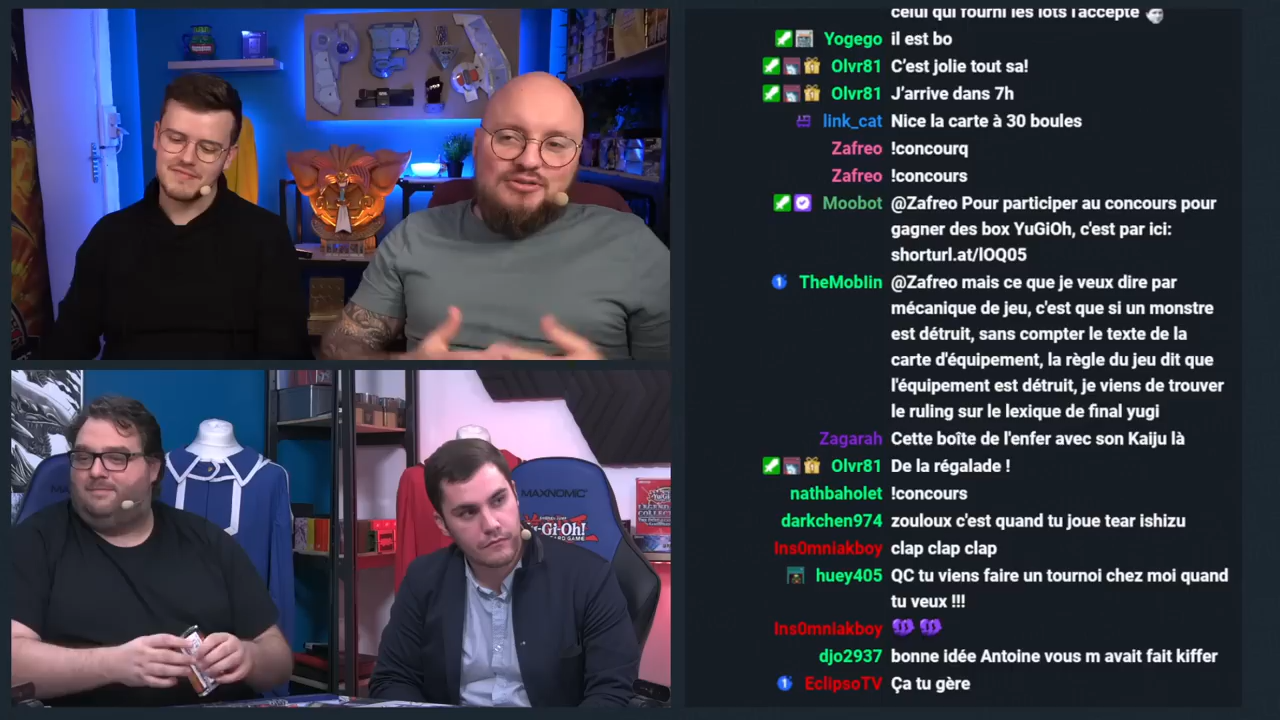 celui qui fourni les lots l'accepte
Yogego il est bo
Olvr81 C'est jolie tout sa!
Olvr81 J'arrive dans 7h
link_cat Nice la carte à 30 boules
Zafreo !concourq
Zafreo !concours
Moobot @Zafreo Pour participer au concours pour
gagner des box YuGiOh, c'est par ici:
shorturl.at/lOQ05
TheMoblin @Zafreo mais ce que je veux dire par
mécanique de jeu, c'est que si un monstre
est détruit, sans compter le texte de la
carte d'équipement, la règle du jeu dit que
l'équipement est détruit, je viens de trouver
le ruling sur le lexique de final yugi
Zagarah Cette boîte de l'enfer avec son Kaiju là
Olvr81 De la régalade !
nathbaholet !concours
darkchen974 zouloux c'est quand tu joue tear ishizu
Ins0mniakboy clap clap clap
huey405 QC tu viens faire un tournoi chez moi quand
tu veux !!!
Ins0mniakboy
djo2937 bonne idée Antoine vous m avait fait kiffer
EclipsoTV Ça tu gère
MAXNOMIC
Yu-Gi-Oh!